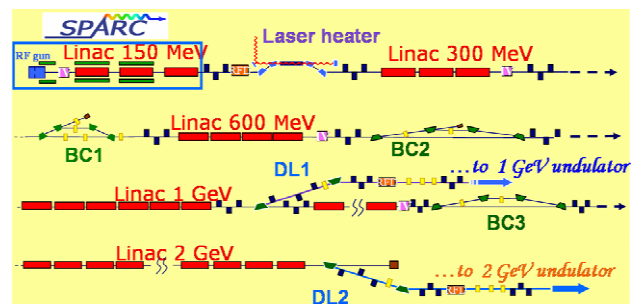 SPARC
RF gun
Linac 150 MeV
Laser heater
Linac 300 MeV
RFD
BC1
Linac 600 MeV
BC2
DL1
...to 1 GeV undulator
Linac 1 GeV
BC3
Linac 2 GeV
DL2
...to 2 GeV undulator